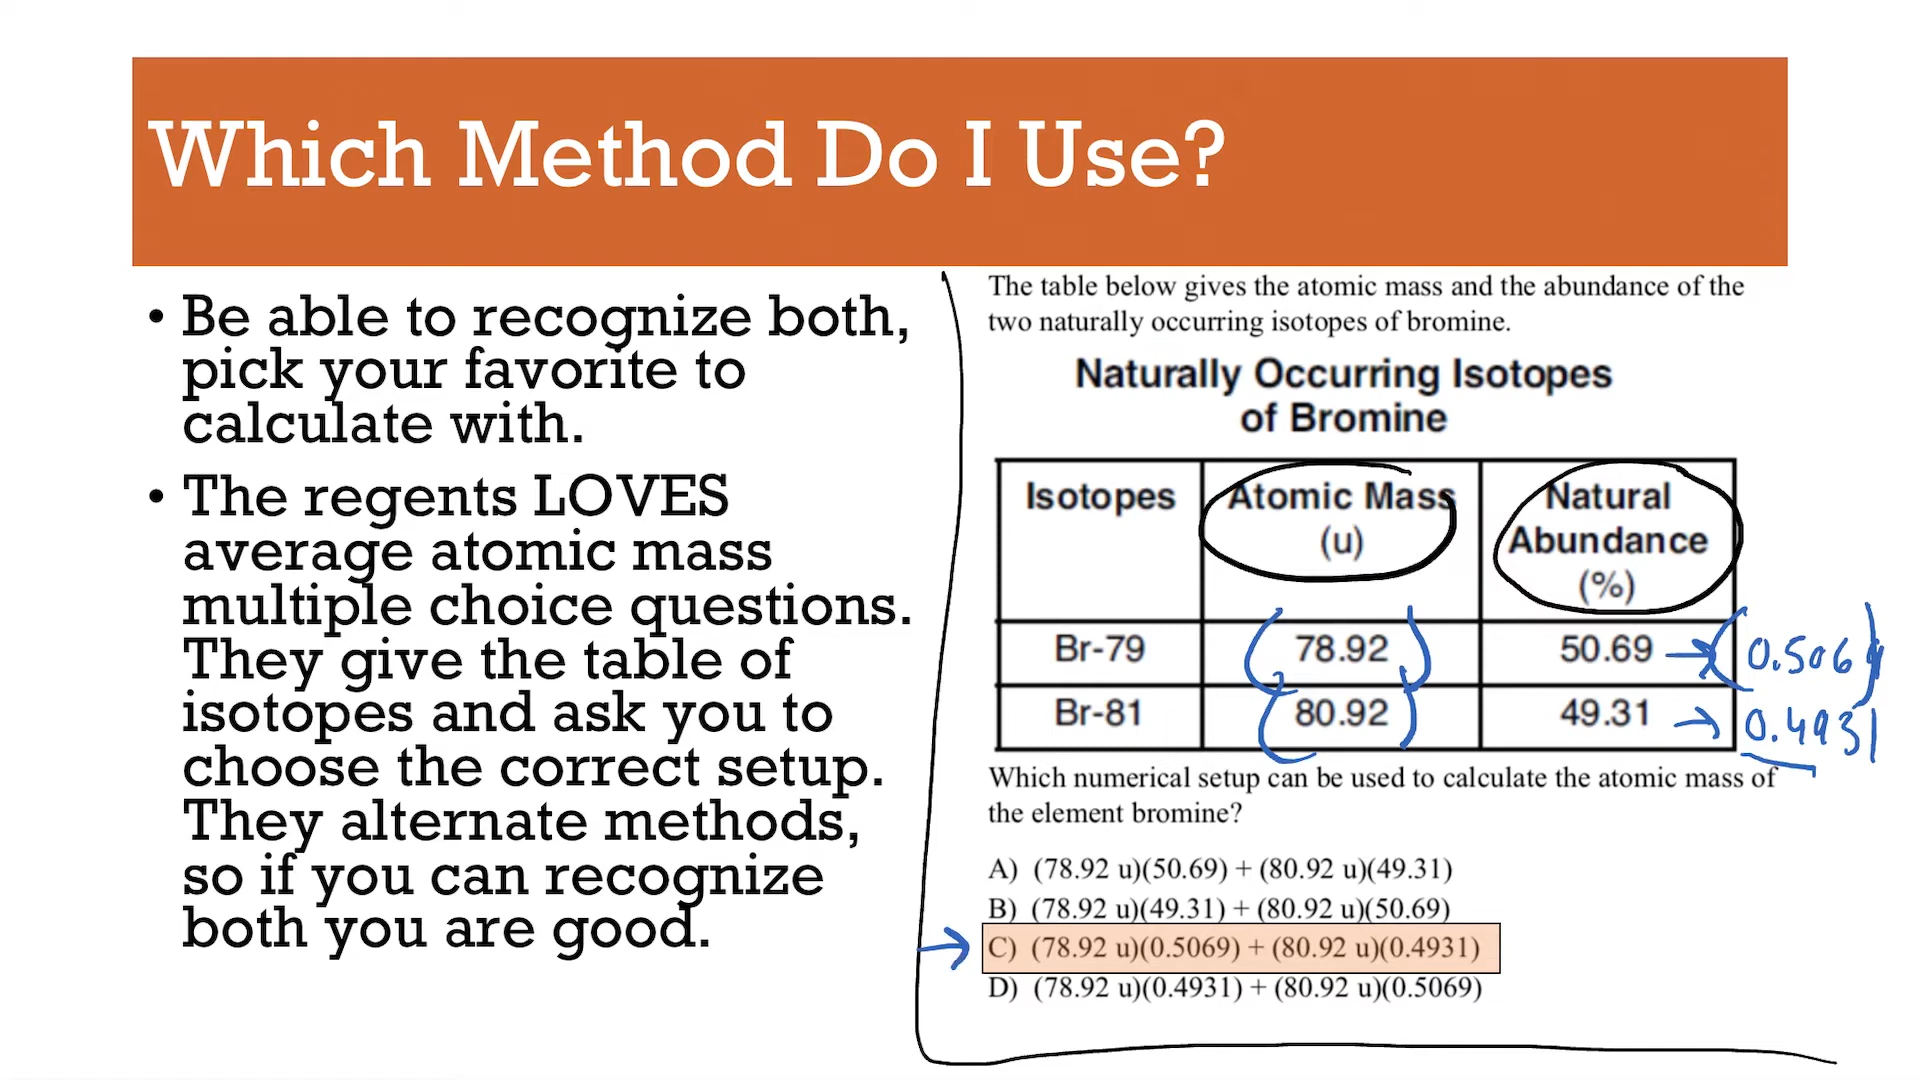 Which Method Do I Use?
• Be able to recognize both,
pick your favorite to
calculate with.
• The regents LOVES
average atomic mass
multiple choice questions.
They give the table of
isotopes and ask you to
choose the correct setup.
They alternate methods,
so if you can recognize
both you are good.
The table below gives the atomic mass and the abundance of the
two naturally occurring isotopes of bromine.
Naturally Occurring Isotopes
of Bromine
Isotopes Atomic Mass (u) Natural Abundance (%)
Br-79 78.92 50.69 → (0.5069)
Br-81 80.92 49.31 → 0.4931
Which numerical setup can be used to calculate the atomic mass of
the element bromine?
A) (78.92 u)(50.69) + (80.92 u)(49.31)
B) (78.92 u)(49.31) + (80.92 u)(50.69)
C) (78.92 u)(0.5069) + (80.92 u)(0.4931)
D) (78.92 u)(0.4931) + (80.92 u)(0.5069)